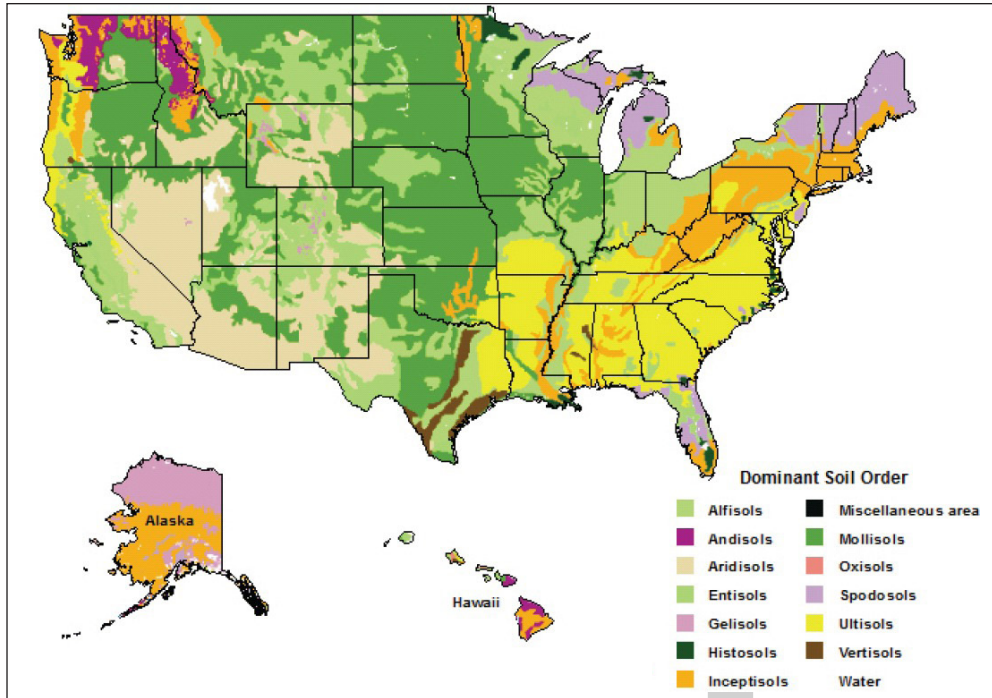 Alaska
Hawaii
Dominant Soil Order
Alfisols
Andisols
Aridisols
Entisols
Gelisols
Histosols
Inceptisols
Miscellaneous area
Mollisols
Oxisols
Spodosols
Ultisols
Vertisols
Water